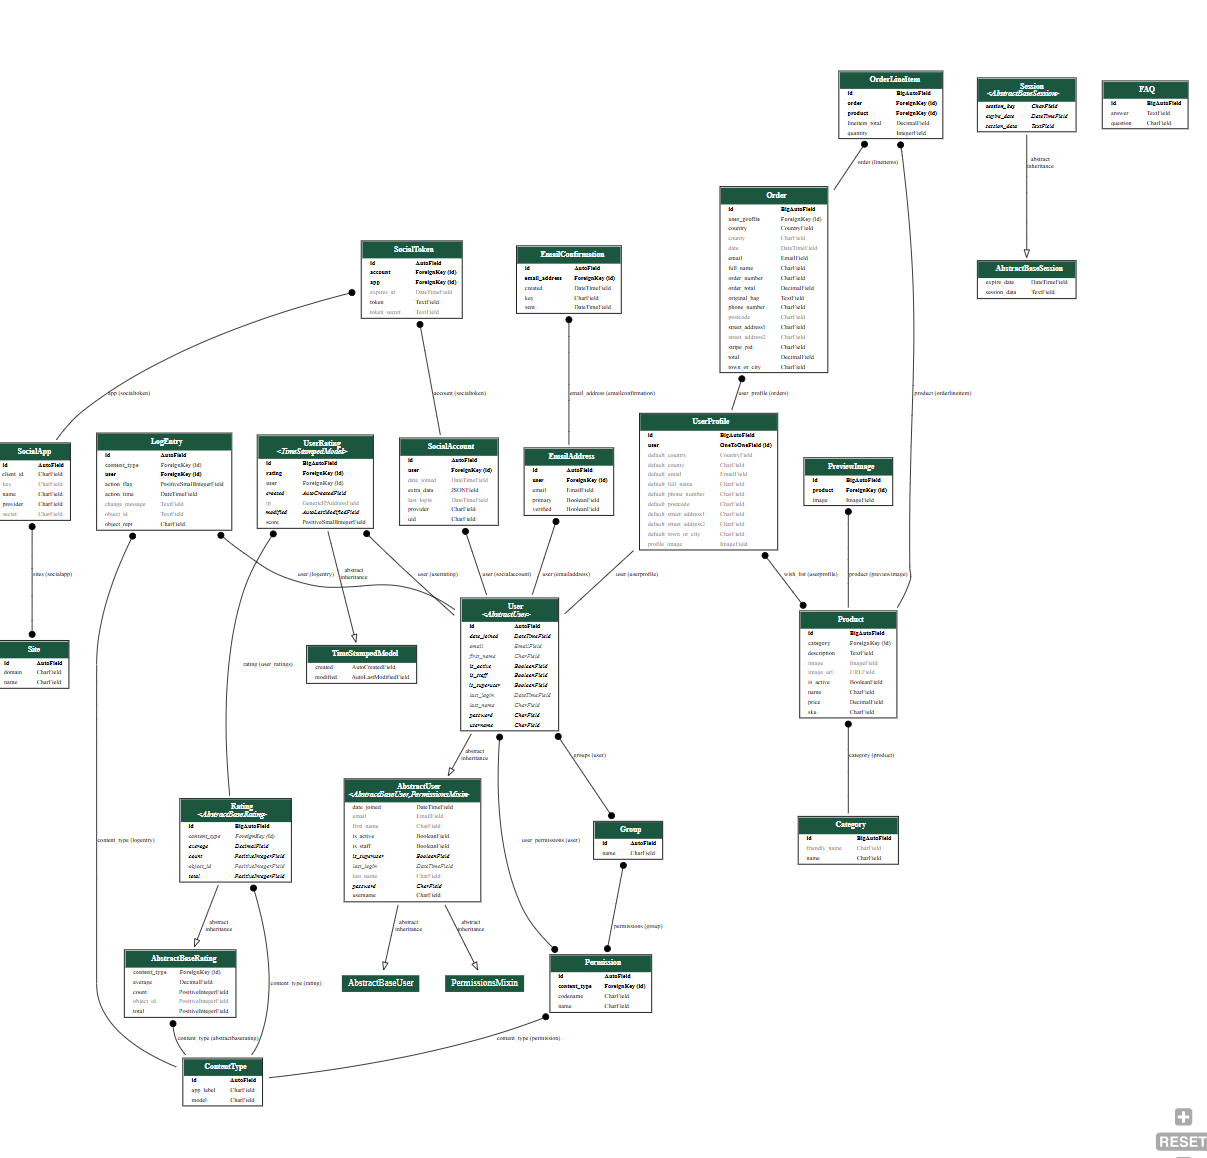 OrderLineItem
id BigAutoField
order ForeignKey (id)
product ForeignKey (id)
lineitem_total DecimalField
quantity IntegerField
order (lineitems)
Session
<AbstractBaseSession>
session_key CharField
expire_date DateTimeField
session_data TextField
abstract
inheritance
AbstractBaseSession
expire_date DateTimeField
session_data TextField
FAQ
id BigAutoField
answer TextField
question CharField
Order
id BigAutoField
user_profile ForeignKey (id)
country CountryField
county CharField
date DateTimeField
email EmailField
full_name CharField
order_number CharField
order_total DecimalField
original_bag TextField
phone_number CharField
postcode CharField
street_address1 CharField
street_address2 CharField
stripe_pid CharField
total DecimalField
town_or_city CharField
user_profile (orders)
product (orderlineitem)
SocialToken
id AutoField
account ForeignKey (id)
app ForeignKey (id)
expires_at DateTimeField
token TextField
token_secret TextField
app (socialtoken)
account (socialtoken)
EmailConfirmation
id AutoField
email_address ForeignKey (id)
created DateTimeField
key CharField
sent DateTimeField
email_address (emailconfirmation)
SocialApp
id AutoField
client_id CharField
key CharField
name CharField
provider CharField
secret CharField
sites (socialapp)
Site
id AutoField
domain CharField
name CharField
LogEntry
id AutoField
content_type ForeignKey (id)
user ForeignKey (id)
action_flag PositiveSmallIntegerField
action_time DateTimeField
change_message TextField
object_id TextField
object_repr CharField
UserRating
<TimeStampedModel>
id BigAutoField
rating ForeignKey (id)
user ForeignKey (id)
created AutoCreatedField
ip GenericIPAddressField
modified AutoLastModifiedField
score PositiveSmallIntegerField
SocialAccount
id AutoField
user ForeignKey (id)
date_joined DateTimeField
extra_data JSONField
last_login DateTimeField
provider CharField
uid CharField
EmailAddress
id AutoField
user ForeignKey (id)
email EmailField
primary BooleanField
verified BooleanField
UserProfile
id BigAutoField
user OneToOneField (id)
default_country CountryField
default_county CharField
default_email EmailField
default_full_name CharField
default_phone_number CharField
default_postcode CharField
default_street_address1 CharField
default_street_address2 CharField
default_town_or_city CharField
profile_image ImageField
PreviewImage
id BigAutoField
product ForeignKey (id)
image ImageField
user (logentry)
abstract
inheritance
user (userrating)
user (socialaccount)
user (emailaddress)
user (userprofile)
wish_list (userprofile)
product (previewimage)
User
<AbstractUser>
id AutoField
date_joined DateTimeField
email EmailField
first_name CharField
is_active BooleanField
is_staff BooleanField
is_superuser BooleanField
last_login DateTimeField
last_name CharField
password CharField
username CharField
TimeStampedModel
created AutoCreatedField
modified AutoLastModifiedField
rating (user_ratings)
Product
id BigAutoField
category ForeignKey (id)
description TextField
image ImageField
image_url URLField
is_active BooleanField
name CharField
price DecimalField
sku CharField
category (product)
Category
id BigAutoField
friendly_name CharField
name CharField
abstract
inheritance
groups (user)
AbstractUser
<AbstractBaseUser,PermissionsMixin>
date_joined DateTimeField
email EmailField
first_name CharField
is_active BooleanField
is_staff BooleanField
is_superuser BooleanField
last_login DateTimeField
last_name CharField
password CharField
username CharField
Group
id AutoField
name CharField
user_permissions (user)
permissions (group)
Rating
<AbstractBaseRating>
id BigAutoField
content_type ForeignKey (id)
average DecimalField
count PositiveIntegerField
object_id PositiveIntegerField
total PositiveIntegerField
content_type (logentry)
abstract
inheritance
abstract
inheritance
abstract
inheritance
AbstractBaseRating
content_type ForeignKey (id)
average DecimalField
count PositiveIntegerField
object_id PositiveIntegerField
total PositiveIntegerField
content_type (rating)
AbstractBaseUser
PermissionsMixin
Permission
id AutoField
content_type ForeignKey (id)
codename CharField
name CharField
content_type (abstractbaserating)
content_type (permission)
ContentType
id AutoField
app_label CharField
model CharField
RESET